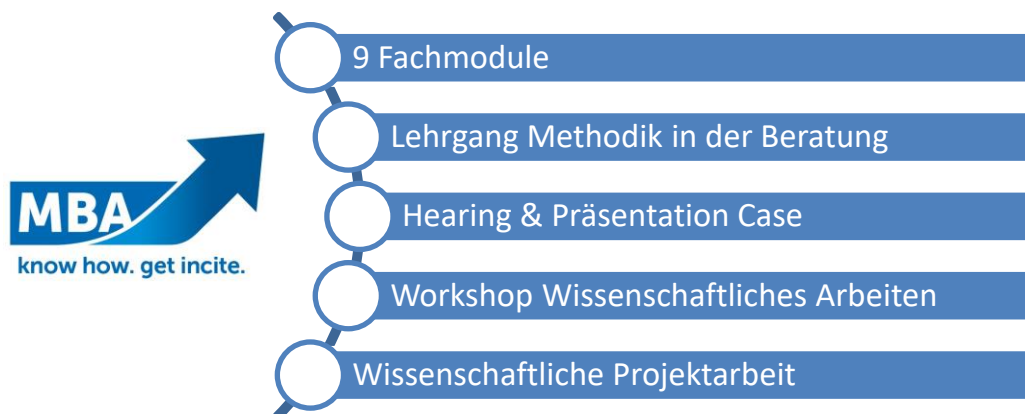 9 Fachmodule
Lehrgang Methodik in der Beratung
MBA
know how. get incite.
Hearing & Präsentation Case
Workshop Wissenschaftliches Arbeiten
Wissenschaftliche Projektarbeit